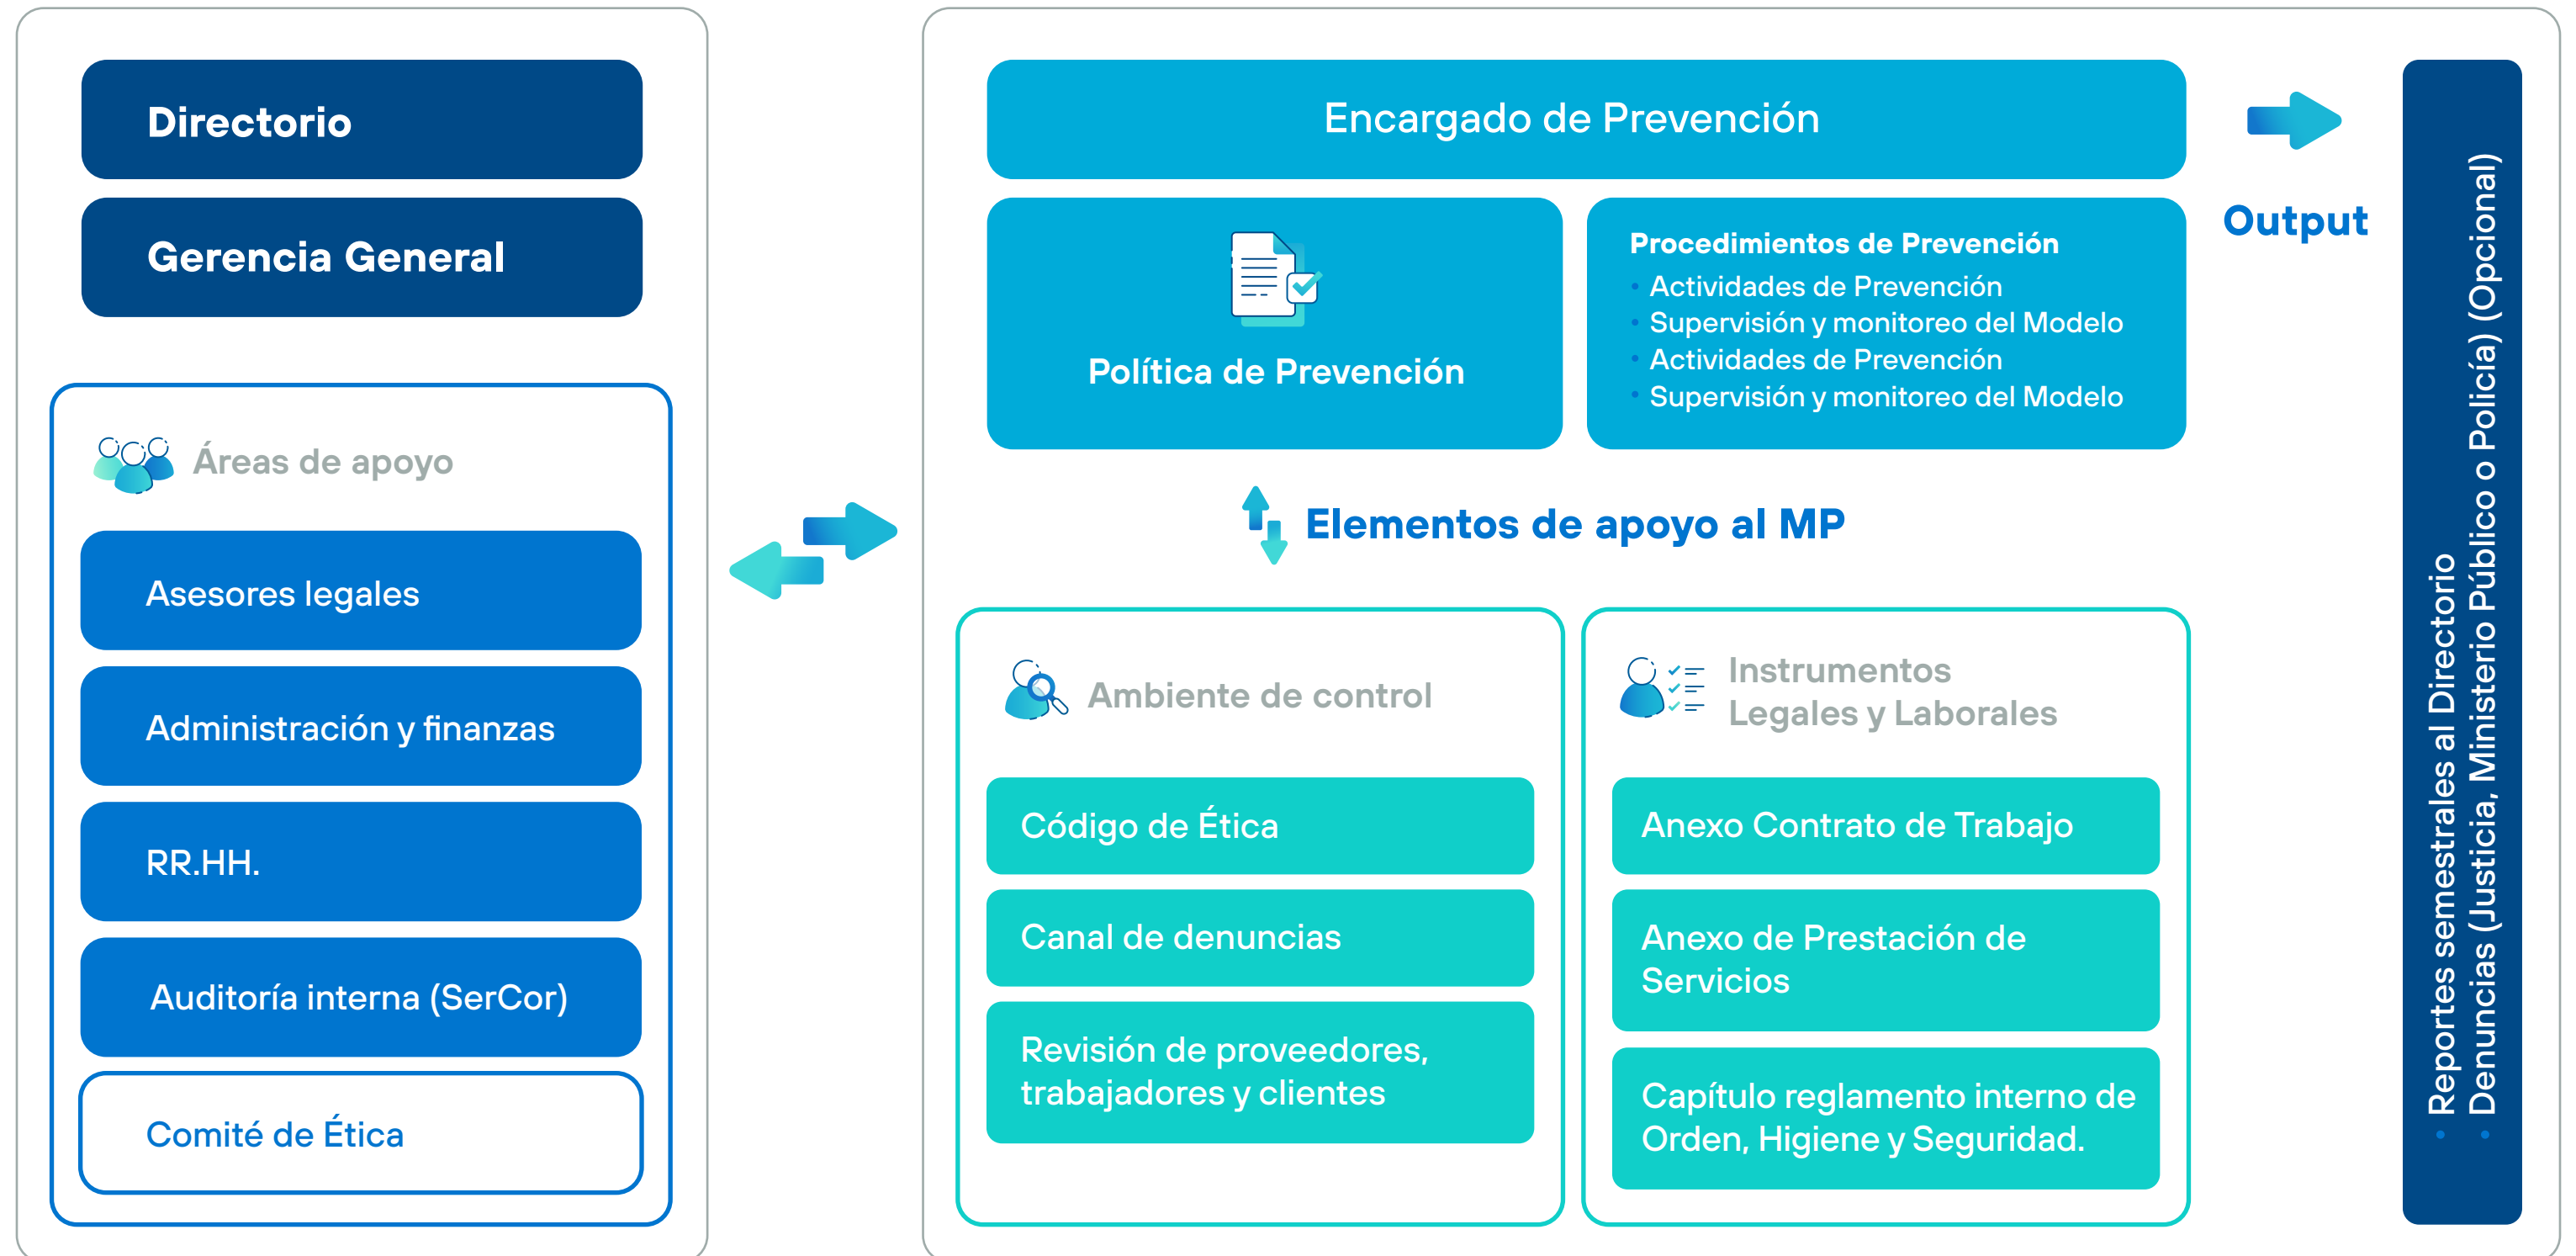 Directorio
Gerencia General
Áreas de apoyo
Asesores legales
Administración y finanzas
RR.HH.
Auditoría interna (SerCor)
Comité de Ética
Encargado de Prevención
Política de Prevención
Procedimientos de Prevención
• Actividades de Prevención
• Supervisión y monitoreo del Modelo
• Actividades de Prevención
• Supervisión y monitoreo del Modelo
Elementos de apoyo al MP
Ambiente de control
Código de Ética
Canal de denuncias
Revisión de proveedores,
trabajadores y clientes
Instrumentos
Legales y Laborales
Anexo Contrato de Trabajo
Anexo de Prestación de
Servicios
Capítulo reglamento interno de
Orden, Higiene y Seguridad.
Output
• Reportes semestrales al Directorio
• Denuncias (Justicia, Ministerio Público o Policía) (Opcional)